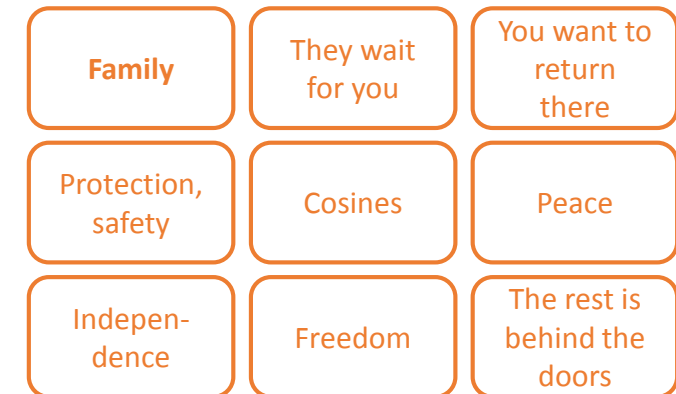 Family
They wait
for you
You want to
return
there
Protection,
safety
Cosines
Peace
Indepen-
dence
Freedom
The rest is
behind the
doors